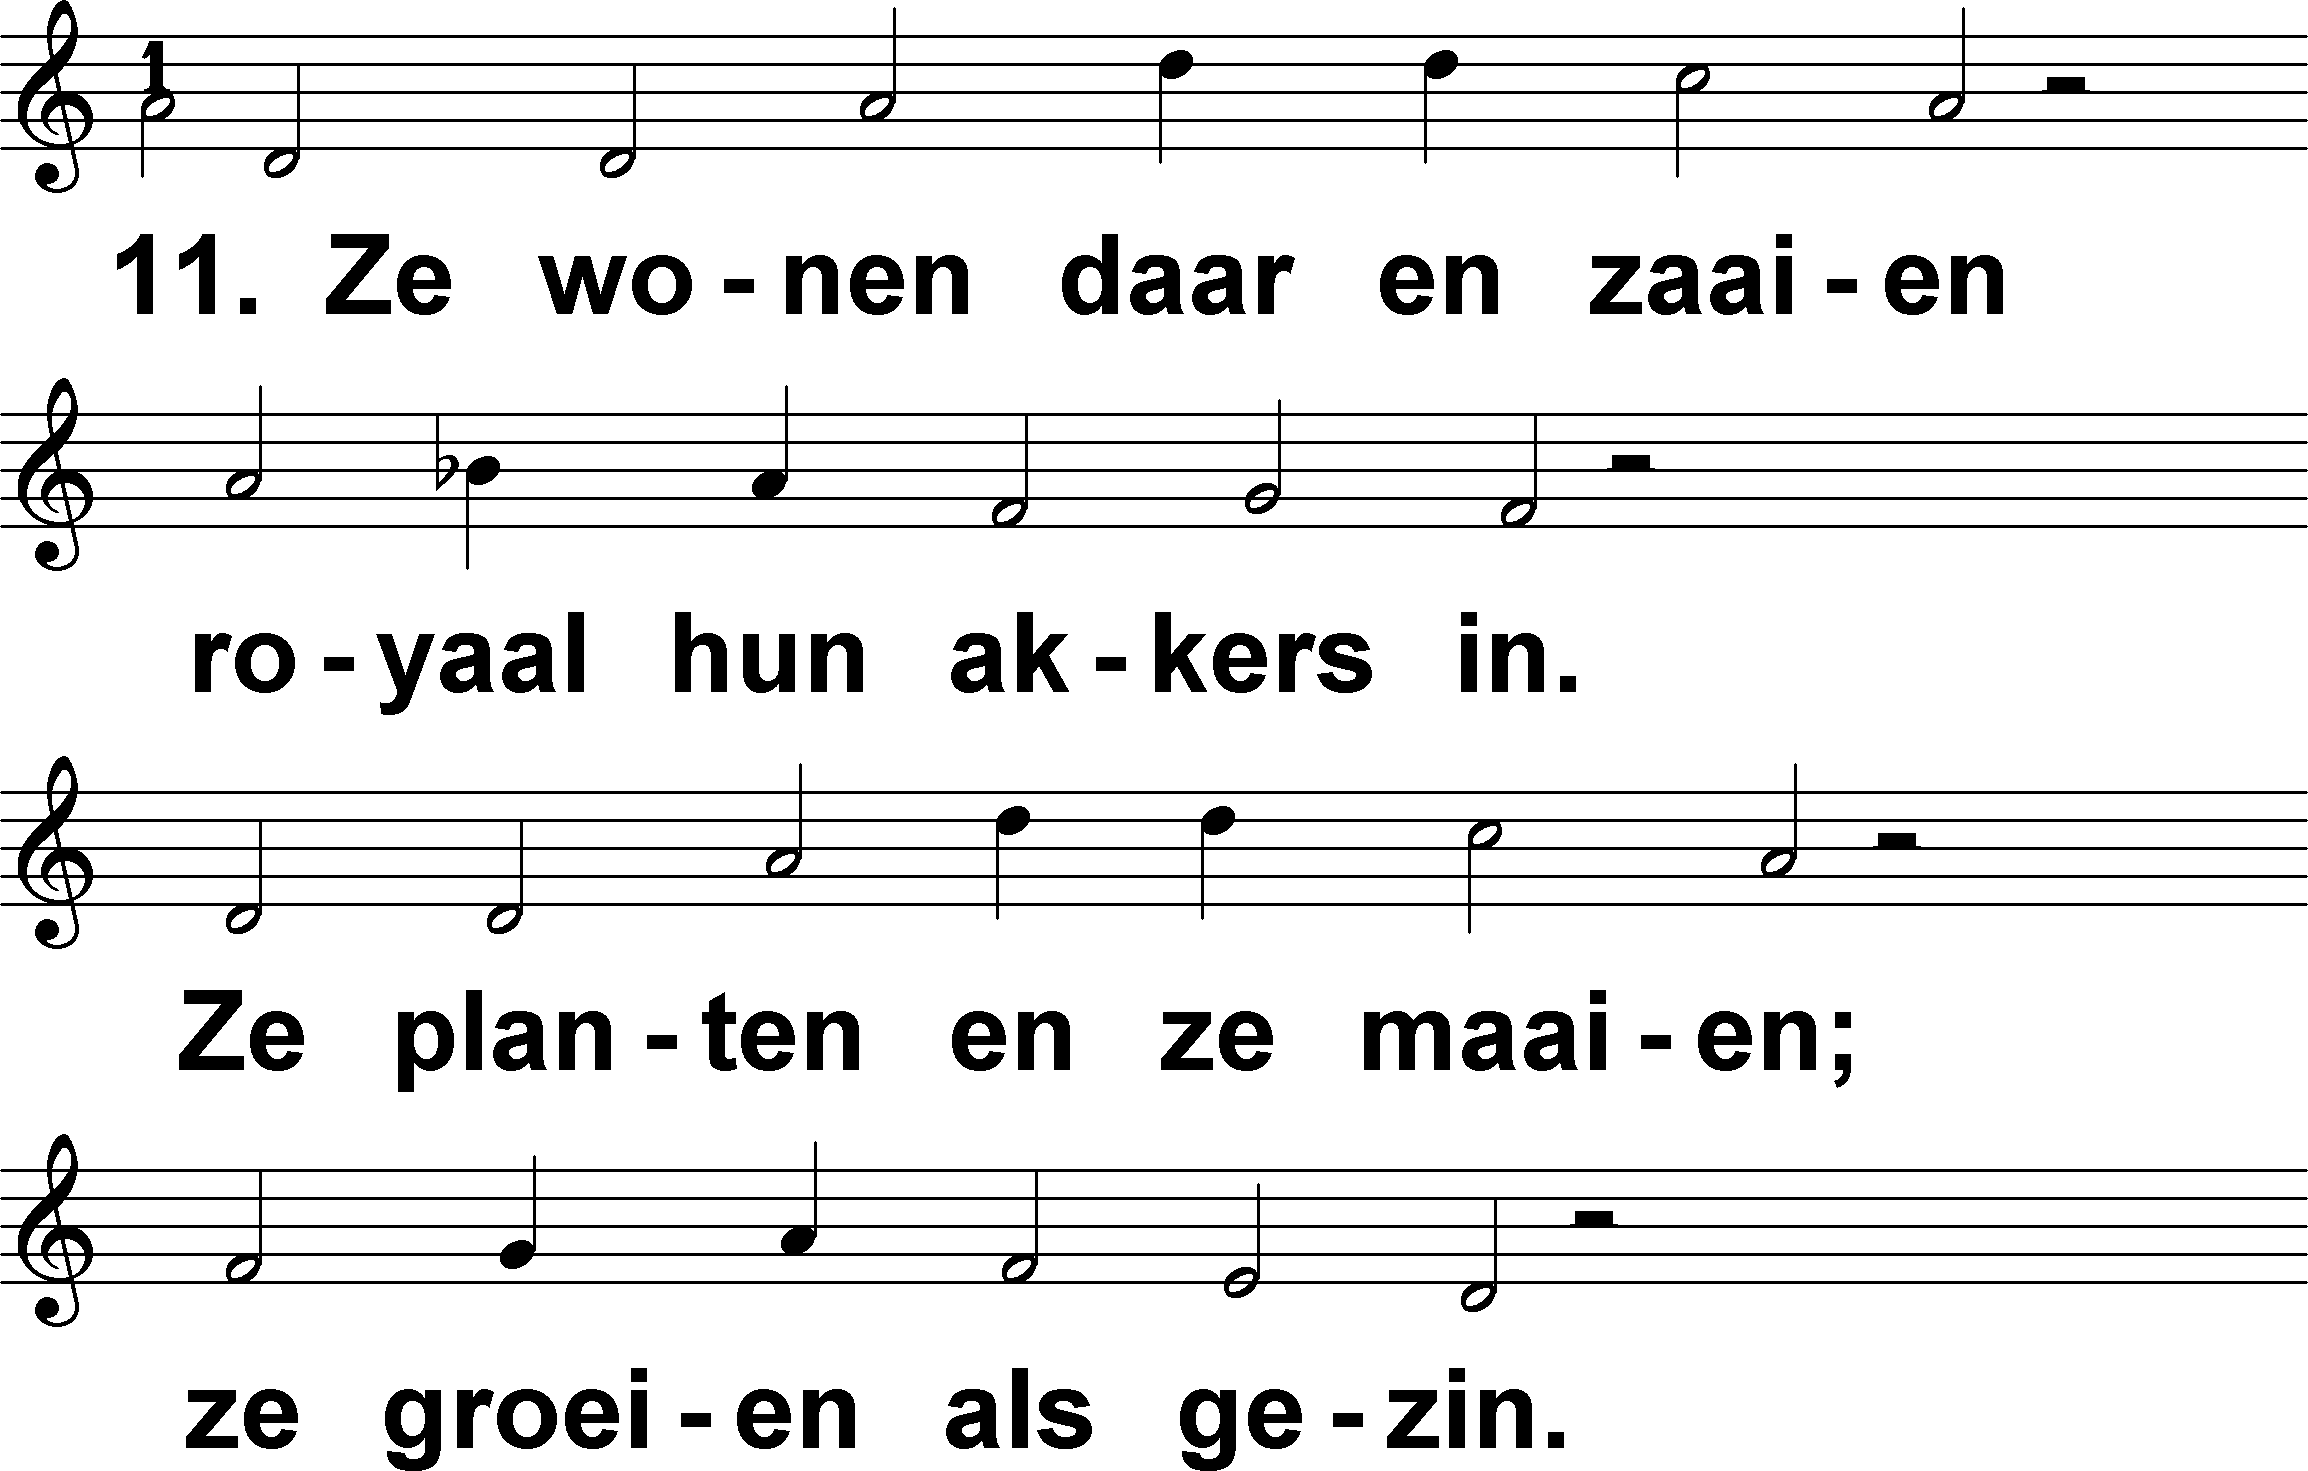 1
11. Ze wo - nen daar en zaai - en
ro - yaal hun ak - kers in.
Ze plan - ten en ze maai - en;
ze groei - en als ge - zin.